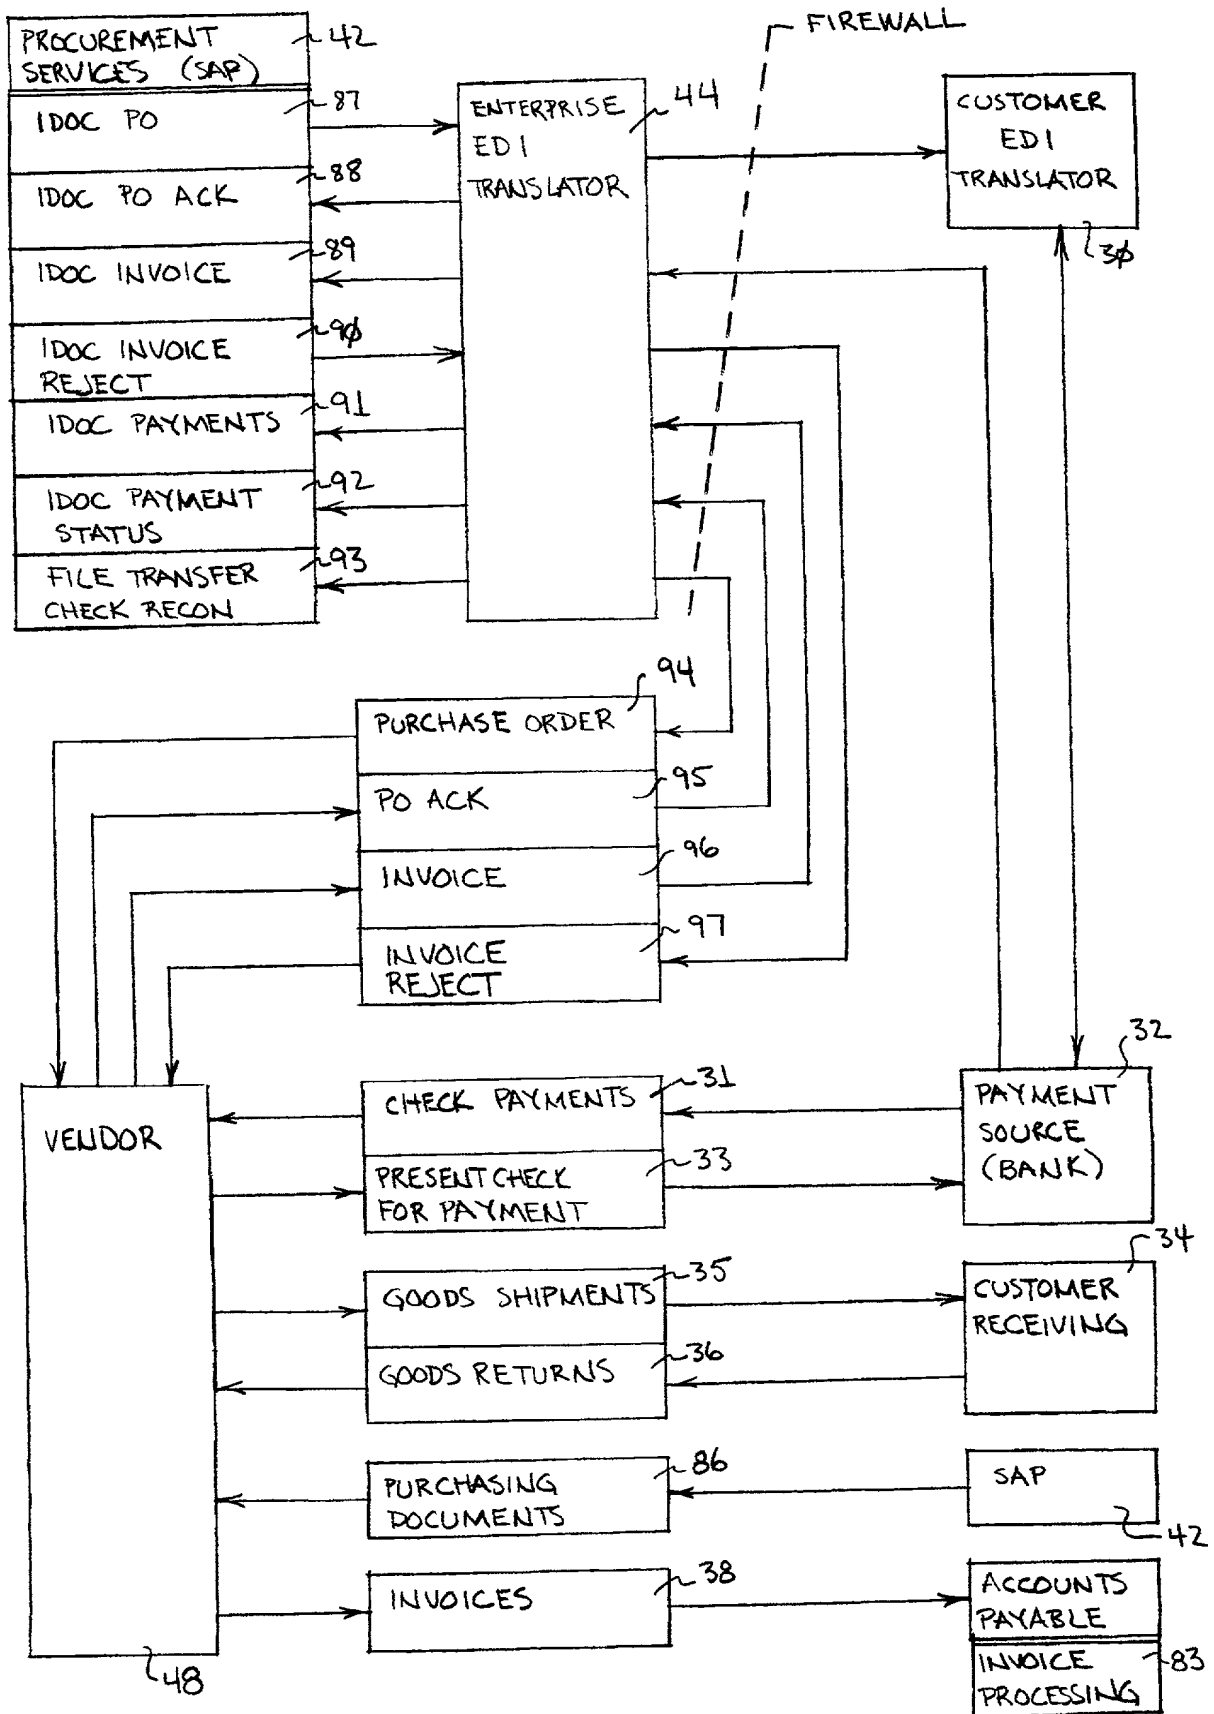 PROCUREMENT
SERVICES (SAP)
42
FIREWALL
IDOC PO
87
ENTERPRISE
EDI
TRANSLATOR
44
CUSTOMER
EDI
TRANSLATOR
30
IDOC PO ACK
88
IDOC INVOICE
89
IDOC INVOICE
REJECT
90
IDOC PAYMENTS
91
IDOC PAYMENT
STATUS
92
FILE TRANSFER
CHECK RECON
93
PURCHASE ORDER
94
PO ACK
95
INVOICE
96
INVOICE
REJECT
97
VENDOR
48
CHECK PAYMENTS
31
PRESENT CHECK
FOR PAYMENT
33
PAYMENT
SOURCE
(BANK)
32
GOODS SHIPMENTS
35
GOODS RETURNS
36
CUSTOMER
RECEIVING
34
PURCHASING
DOCUMENTS
86
SAP
42
INVOICES
38
ACCOUNTS
PAYABLE
INVOICE
PROCESSING
83